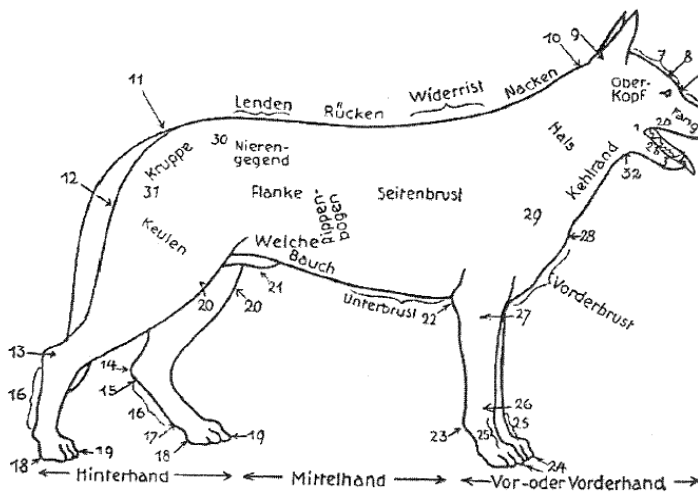 10
9
7
8
11
Lenden
Rücken
Widerrist
Nacken
Ober-
Kopf
Fang
Kruppe
30
Nieren-
gegend
Hals
1
20
12
31
Flanke
Rippen-
bogen
Seitenbrust
Kehlrand
32
Keulen
Welche
Bauch
29
28
20
20
21
Unterbrust
22
27
Vorderbrust
13
14
15
16
16
17
18
19
18
19
23
25
26
25
24
Hinterhand
Mittelhand
Vor-oder Vorderhand